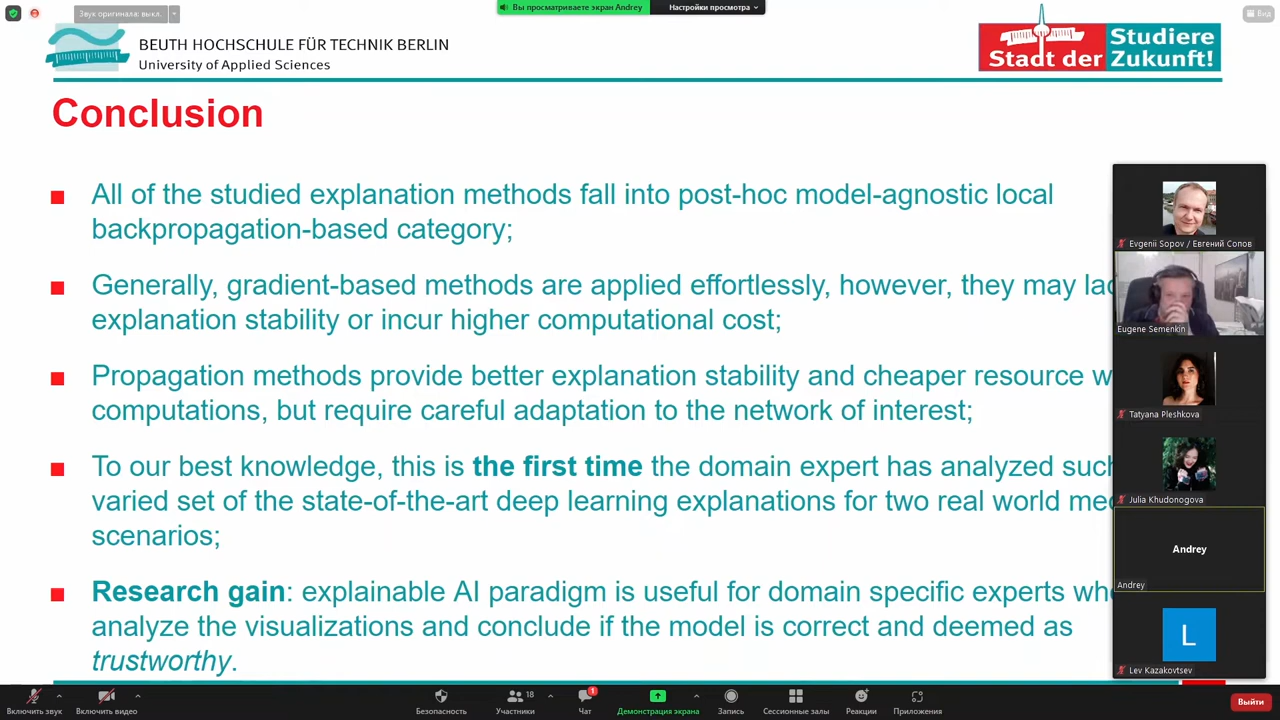 Звук оригинала: выкл.
Вы просматриваете экран Andrey
Настройки просмотра
Вид
BEUTH HOCHSCHULE FÜR TECHNIK BERLIN
University of Applied Sciences
Studiere
Stadt der Zukunft!
Conclusion
All of the studied explanation methods fall into post-hoc model-agnostic local
backpropagation-based category;
Generally, gradient-based methods are applied effortlessly, however, they may
explanation stability or incur higher computational cost;
Propagation methods provide better explanation stability and cheaper resource
computations, but require careful adaptation to the network of interest;
To our best knowledge, this is the first time the domain expert has analyzed
varied set of the state-of-the-art deep learning explanations for two real world
scenarios;
Research gain: explainable AI paradigm is useful for domain specific experts
analyze the visualizations and conclude if the model is correct and deemed as
trustworthy.
Evgenii Sopov / Евгений Сопов
Eugene Semenkin
Tatyana Pleshkova
Julia Khudonogova
Andrey
Andrey
L
Lev Kazakovtsev
Включить звук
Включить видео
Безопасность
18
Участники
1
Чат
Демонстрация экрана
Запись
Сессионные залы
Реакции
Приложения
Выйти